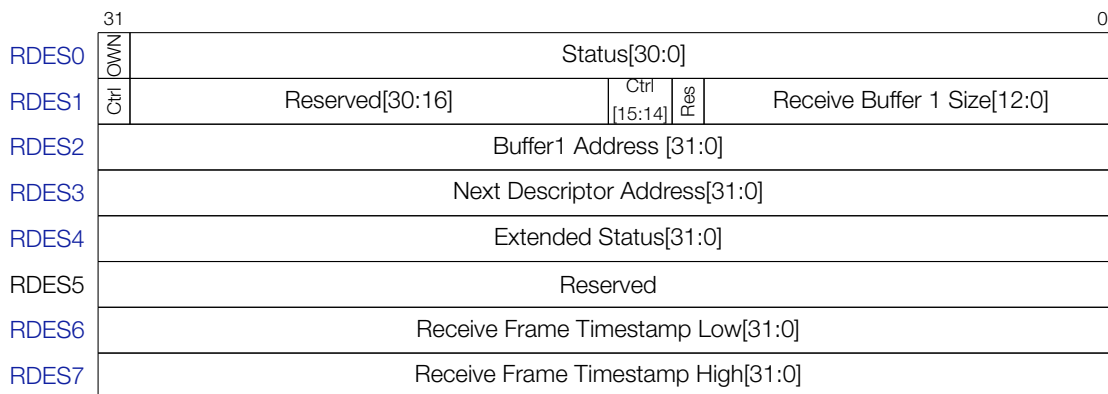 31 0
RDES0 OWN Status[30:0]
RDES1 Ctrl Reserved[30:16] Ctrl [15:14] Res Receive Buffer 1 Size[12:0]
RDES2 Buffer1 Address [31:0]
RDES3 Next Descriptor Address[31:0]
RDES4 Extended Status[31:0]
RDES5 Reserved
RDES6 Receive Frame Timestamp Low[31:0]
RDES7 Receive Frame Timestamp High[31:0]